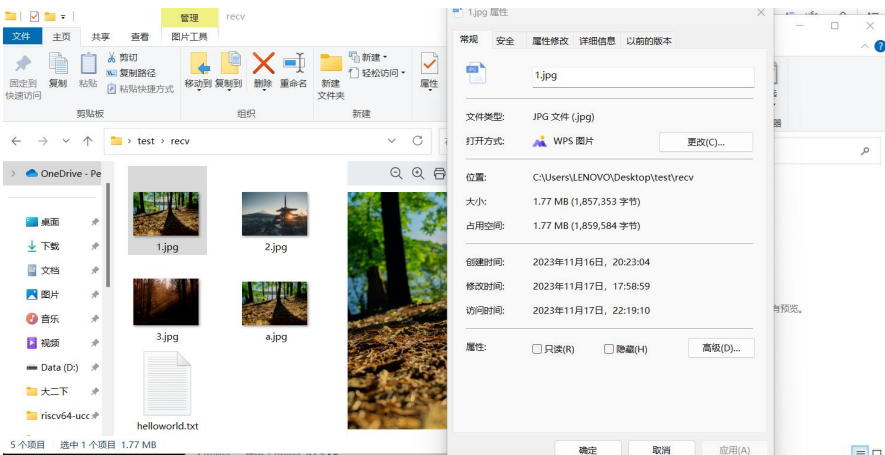 管理
recv
文件
主页
共享
查看
图片工具
固定到
快速访问
复制
粘贴
剪切
复制路径
粘贴快捷方式
剪贴板
移动到
复制到
删除
重命名
组织
新建
文件夹
新建
轻松访问
新建
属性
test › recv
OneDrive - Pe
桌面
下载
文档
图片
音乐
视频
Data (D:)
大二下
riscv64-ucc
1.jpg
2.jpg
3.jpg
a.jpg
helloworld.txt
5 个项目
选中 1 个项目 1.77 MB
1.jpg 属性
常规
安全
属性修改
详细信息
以前的版本
1.jpg
文件类型:
JPG 文件 (.jpg)
打开方式:
WPS 图片
更改(C)...
位置:
C:\Users\LENOVO\Desktop\test\recv
大小:
1.77 MB (1,857,353 字节)
占用空间:
1.77 MB (1,859,584 字节)
创建时间:
2023年11月16日，20:23:04
修改时间:
2023年11月17日，17:58:59
访问时间:
2023年11月17日，22:19:10
属性:
只读(R)
隐藏(H)
高级(D)...
确定
取消
应用(A)
有预览。